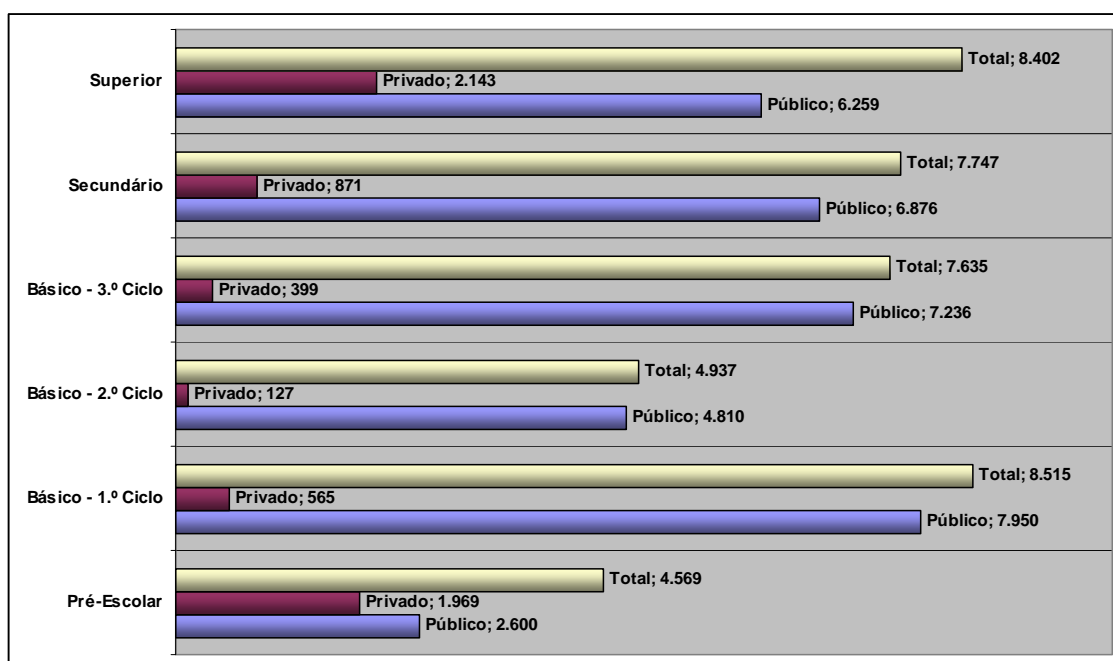 Superior
Total; 8.402
Privado; 2.143
Público; 6.259
Secundário
Total; 7.747
Privado; 871
Público; 6.876
Básico - 3.º Ciclo
Total; 7.635
Privado; 399
Público; 7.236
Básico - 2.º Ciclo
Total; 4.937
Privado; 127
Público; 4.810
Básico - 1.º Ciclo
Total; 8.515
Privado; 565
Público; 7.950
Pré-Escolar
Total; 4.569
Privado; 1.969
Público; 2.600